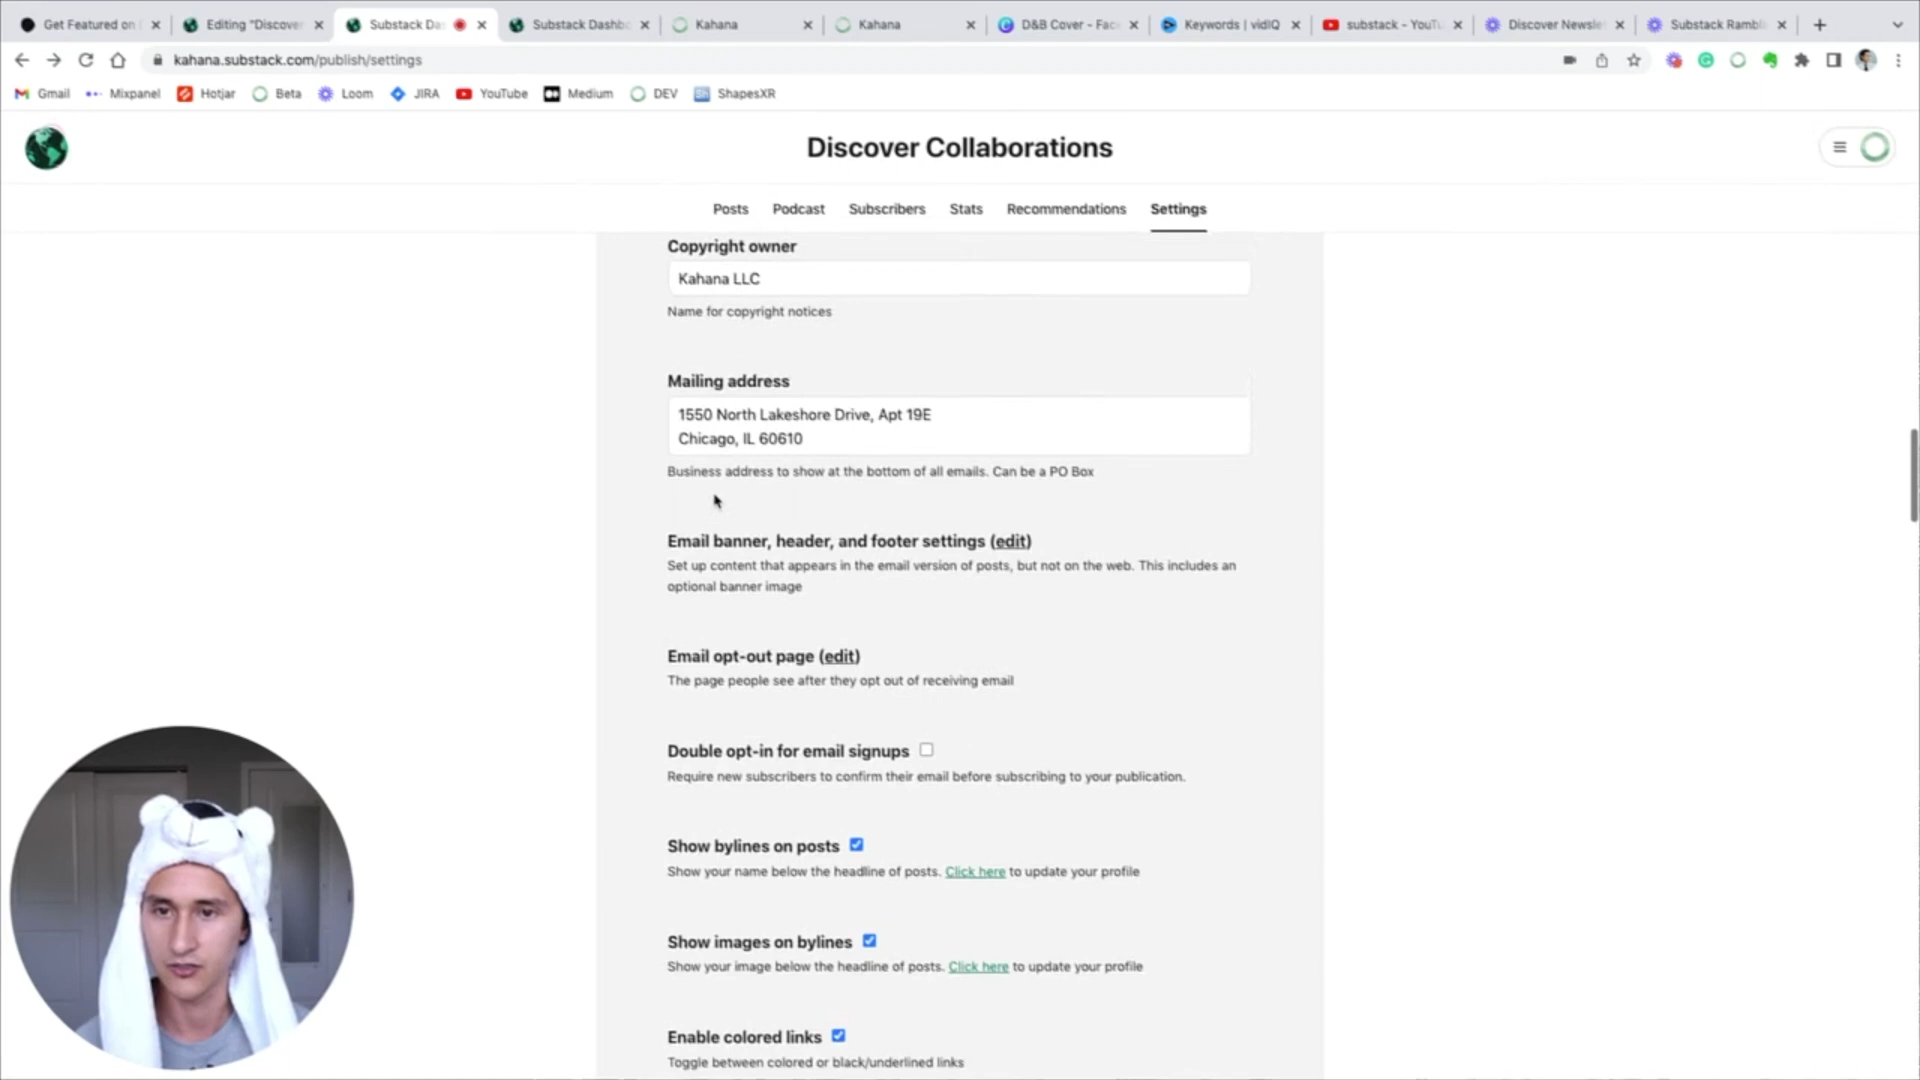 Get Featured on
Editing "Discover
Substack Da
Substack Dashb
Kahana
Kahana
D&B Cover - Fac
Keywords | vidIQ
substack - YouTu
Discover Newsle
Substack Rambl
kahana.substack.com/publish/settings
Gmail
Mixpanel
Hotjar
Beta
Loom
JIRA
YouTube
Medium
DEV
ShapesXR
Discover Collaborations
Posts
Podcast
Subscribers
Stats
Recommendations
Settings
Copyright owner
Kahana LLC
Name for copyright notices
Mailing address
1550 North Lakeshore Drive, Apt 19E
Chicago, IL 60610
Business address to show at the bottom of all emails. Can be a PO Box
Email banner, header, and footer settings (edit)
Set up content that appears in the email version of posts, but not on the web. This includes an
optional banner image
Email opt-out page (edit)
The page people see after they opt out of receiving email
Double opt-in for email signups
Require new subscribers to confirm their email before subscribing to your publication.
Show bylines on posts
Show your name below the headline of posts. Click here to update your profile
Show images on bylines
Show your image below the headline of posts. Click here to update your profile
Enable colored links
Toggle between colored or black/underlined links